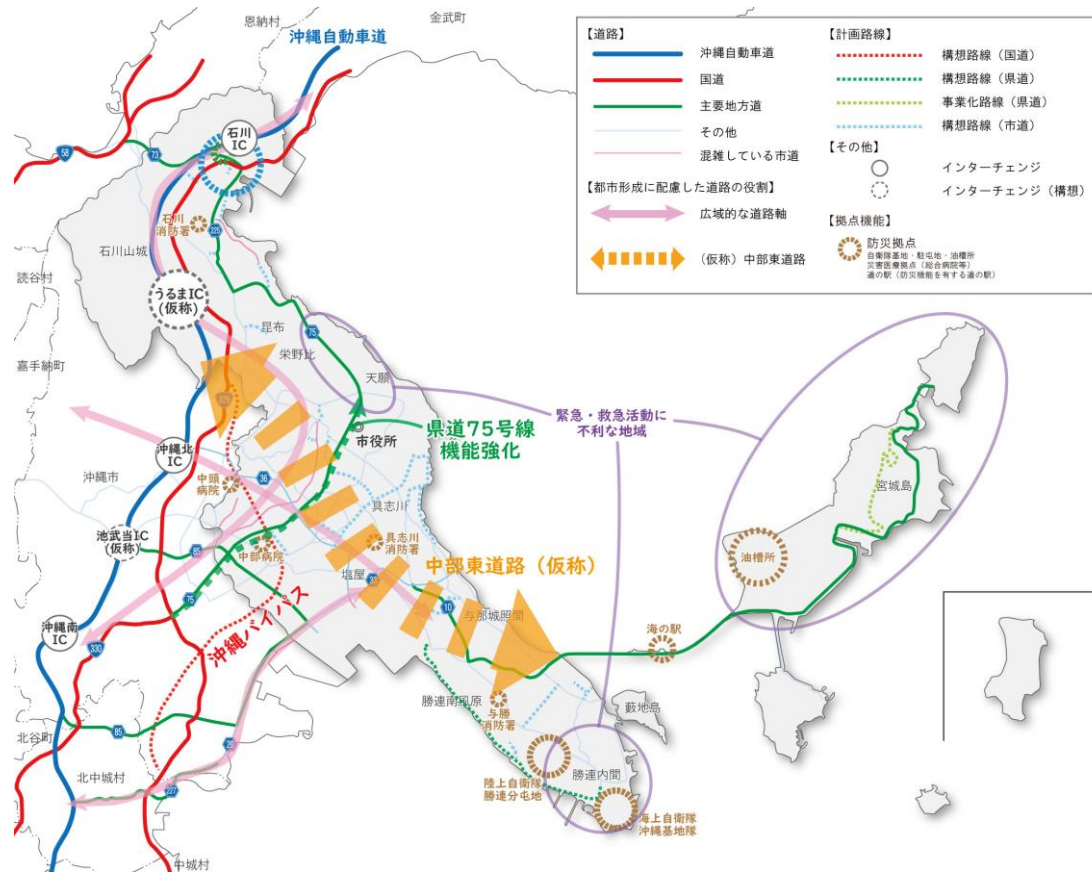 恩納村
金武町
沖縄自動車道
【道路】
沖縄自動車道
国道
主要地方道
その他
混雑している市道
【都市形成に配慮した道路の役割】
広域的な道路軸
(仮称)中部東道路
【計画路線】
構想路線(国道)
構想路線(県道)
事業化路線(県道)
構想路線(市道)
【その他】
インターチェンジ
インターチェンジ(構想)
【拠点機能】
防災拠点
自衛隊基地・駐屯地・油槽所
災害医療拠点(総合病院等)
道の駅(防災機能を有する道の駅)
石川
IC
58
73
石川
消防署
225
石川山城
読谷村
うるまIC
(仮称)
昆布
75
嘉手納町
栄野比
天願
329
緊急・救急活動に
不利な地域
市役所
県道75号線
機能強化
沖縄北
IC
36
沖縄市
中頭
病院
宮城島
具志川
池武当IC
(仮称)
85
中部病院
具志川
消防署
油槽所
塩屋
33
中部東道路(仮称)
75
10
与那城照間
沖縄南
IC
330
沖縄バイパス
海の駅
勝連南風原
与勝
消防署
藪地島
北谷町
85
北中城村
227
陸上自衛隊
勝連分屯地
勝連内間
海上自衛隊
沖縄基地隊
中城村